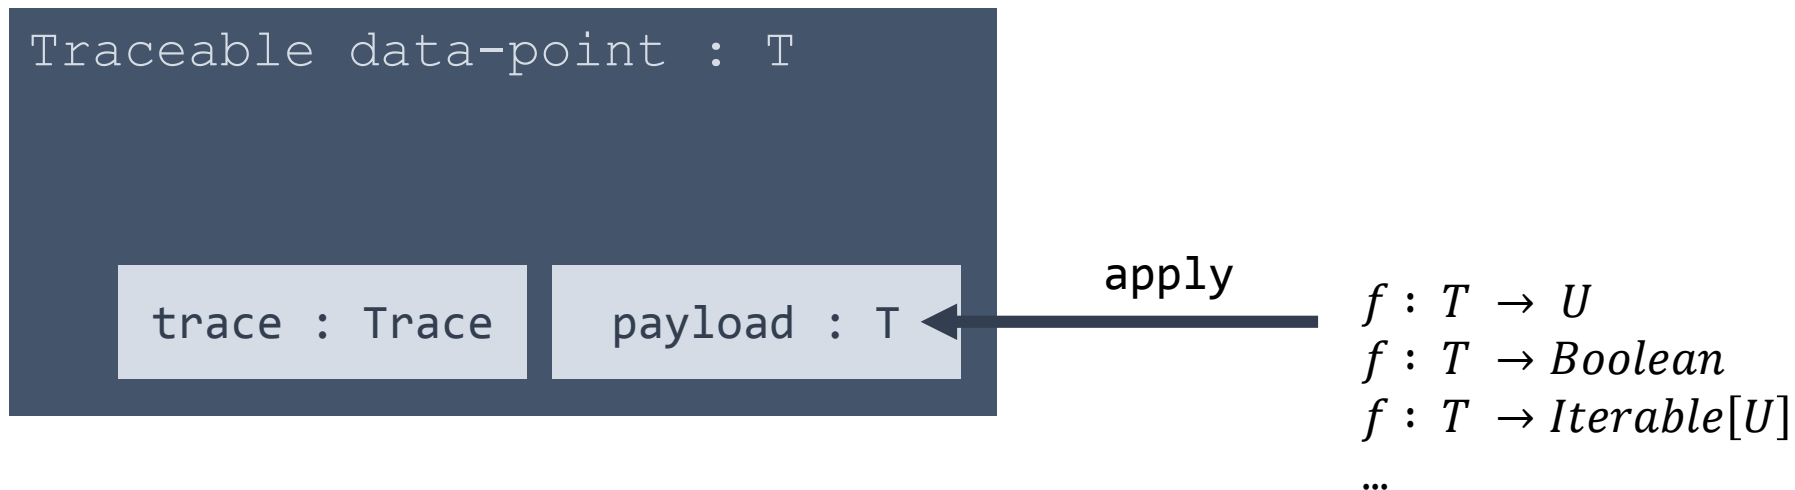 Traceable data-point : T
trace : Trace
payload : T
apply
f : T → U
f : T → Boolean
f : T → Iterable[U]
…